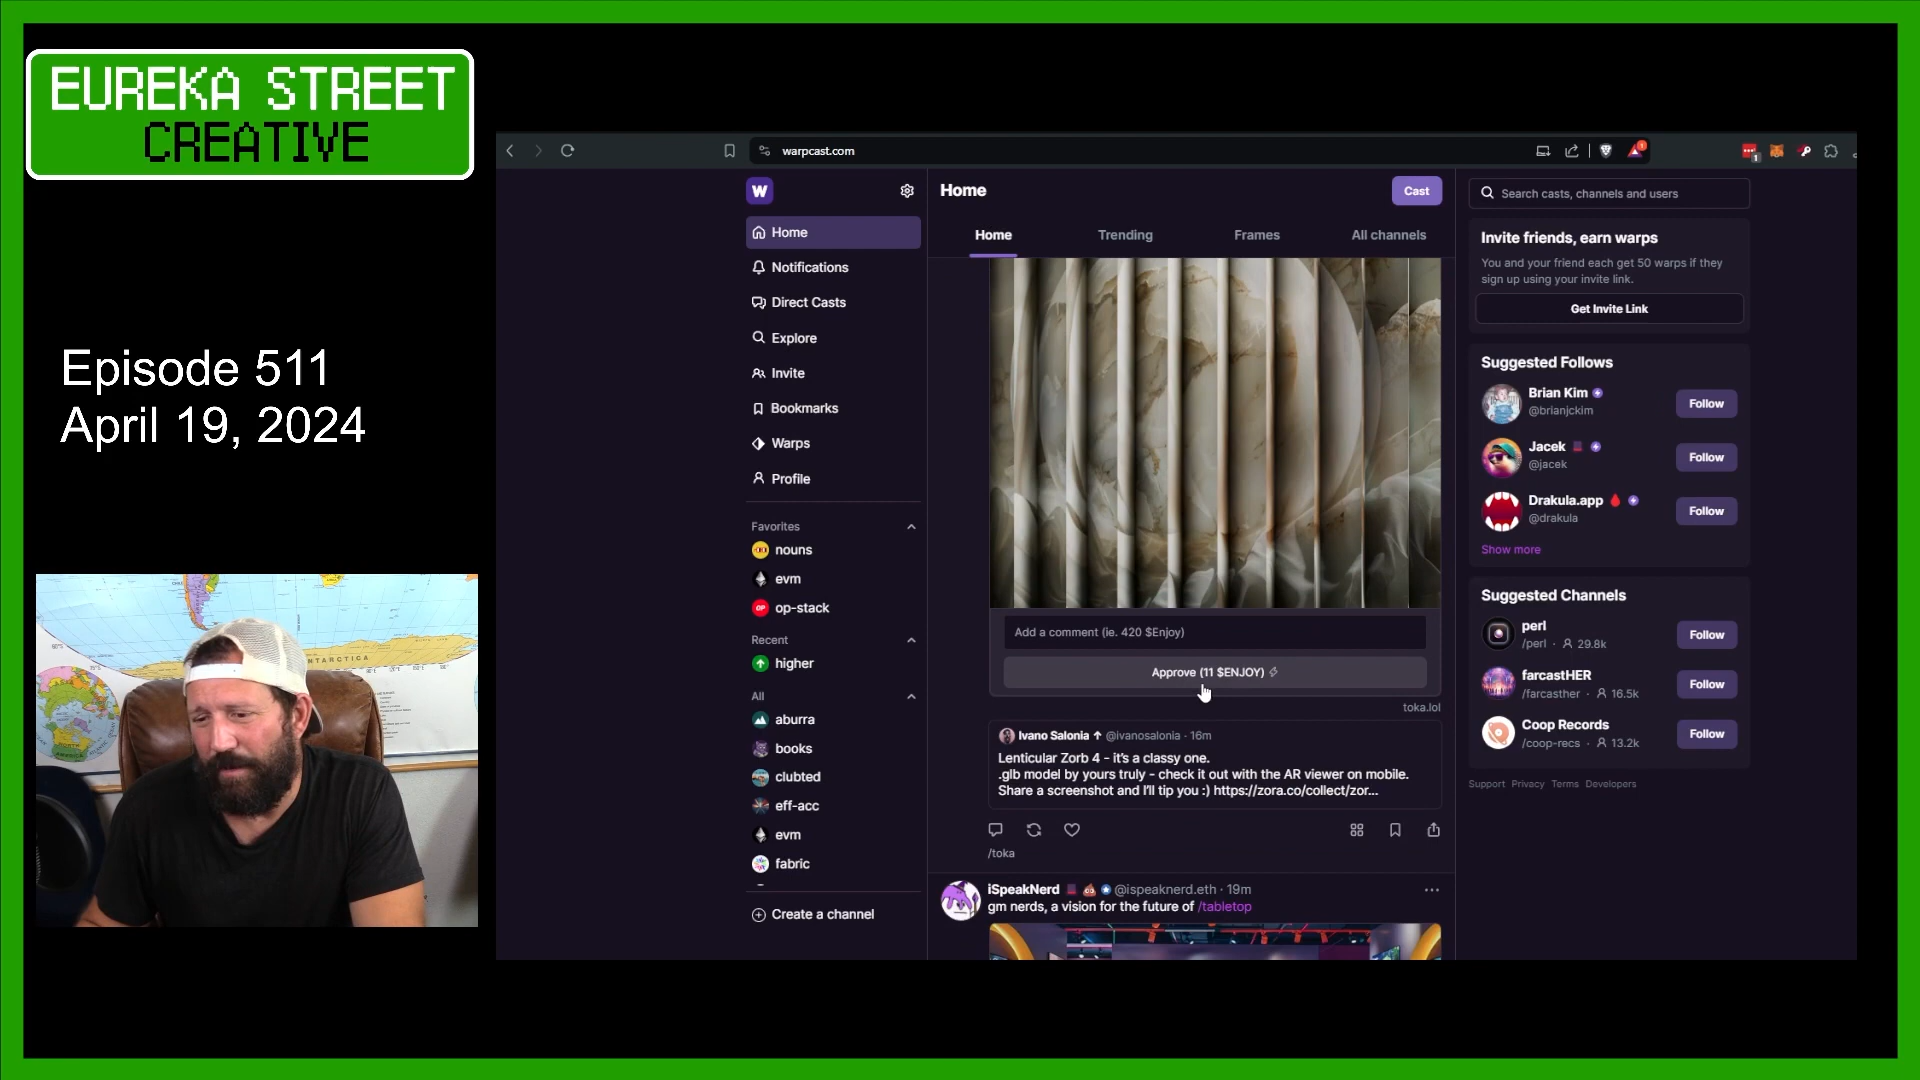 EUREKA STREET
CREATIVE
Episode 511
April 19, 2024
warpcast.com
W
Home
Notifications
Direct Casts
Explore
Invite
Bookmarks
Warps
Profile
Favorites
nouns
evm
OP op-stack
Recent
higher
All
aburra
books
clubted
eff-acc
evm
fabric
Create a channel
Home
Cast
Home Trending Frames All channels
Add a comment (ie. 420 $Enjoy)
Approve (11 $ENJOY)
toka.lol
Ivano Salonia ↑ @ivanosalonia · 16m
Lenticular Zorb 4 - it's a classy one.
.glb model by yours truly - check it out with the AR viewer on mobile.
Share a screenshot and I'll tip you :) https://zora.co/collect/zor...
/toka
iSpeakNerd @ispeaknerd.eth · 19m
gm nerds, a vision for the future of /tabletop
Search casts, channels and users
Invite friends, earn warps
You and your friend each get 50 warps if they
sign up using your invite link.
Get Invite Link
Suggested Follows
Brian Kim
@brianjckim
Follow
Jacek
@jacek
Follow
Drakula.app
@drakula
Follow
Show more
Suggested Channels
perl
/perl · 29.8k
Follow
farcastHER
/farcasther · 16.5k
Follow
Coop Records
/coop-recs · 13.2k
Follow
Support Privacy Terms Developers
ANTARCTICA